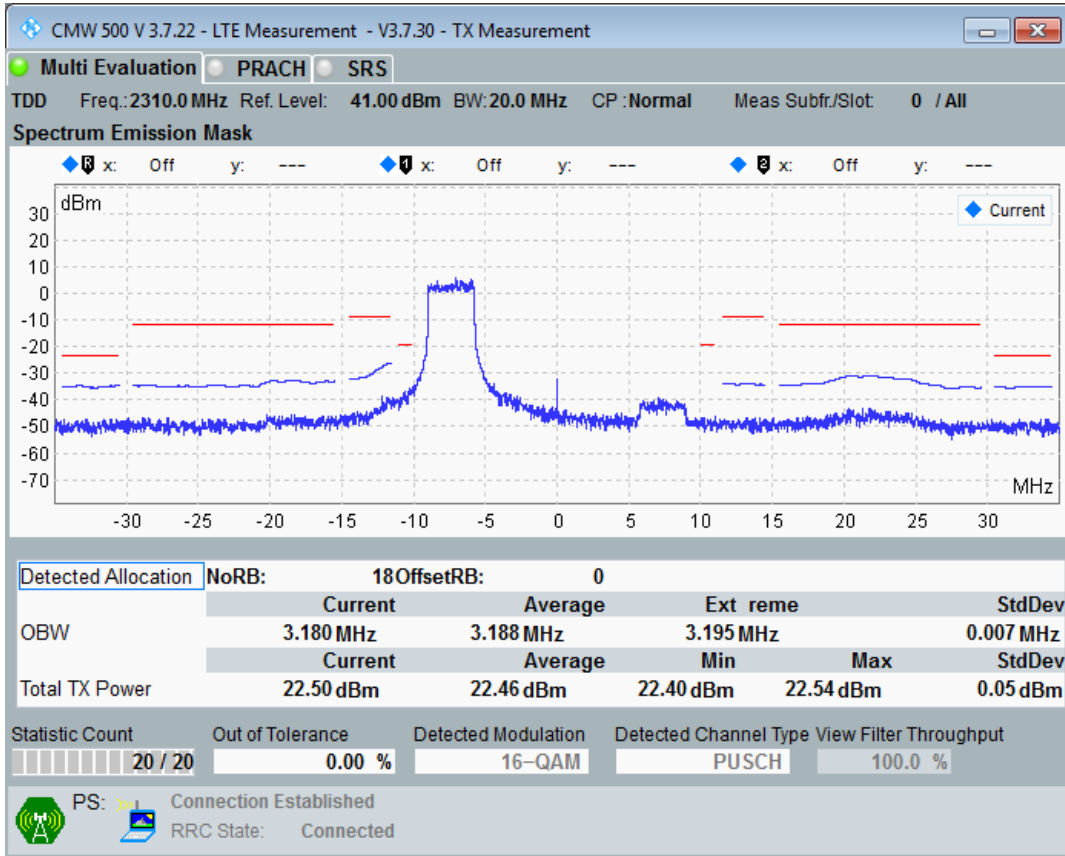 CMW 500 V 3.7.22 - LTE Measurement - V3.7.30 - TX Measurement
Multi Evaluation PRACH SRS
TDD Freq.: 2310.0 MHz Ref. Level: 41.00 dBm BW: 20.0 MHz CP : Normal Meas Subfr./Slot: 0 / All
Spectrum Emission Mask
R x: Off y: --- 1 x: Off y: --- 2 x: Off y: ---
dBm
Current
30
20
10
0
-10
-20
-30
-40
-50
-60
-70
MHz
-30 -25 -20 -15 -10 -5 0 5 10 15 20 25 30
Detected Allocation NoRB: 18 OffsetRB: 0
Current Average Ext reme StdDev
OBW 3.180 MHz 3.188 MHz 3.195 MHz 0.007 MHz
Current Average Min Max StdDev
Total TX Power 22.50 dBm 22.46 dBm 22.40 dBm 22.54 dBm 0.05 dBm
Statistic Count Out of Tolerance Detected Modulation Detected Channel Type View Filter Throughput
20 / 20 0.00 % 16-QAM PUSCH 100.0 %
PS: Connection Established
RRC State: Connected